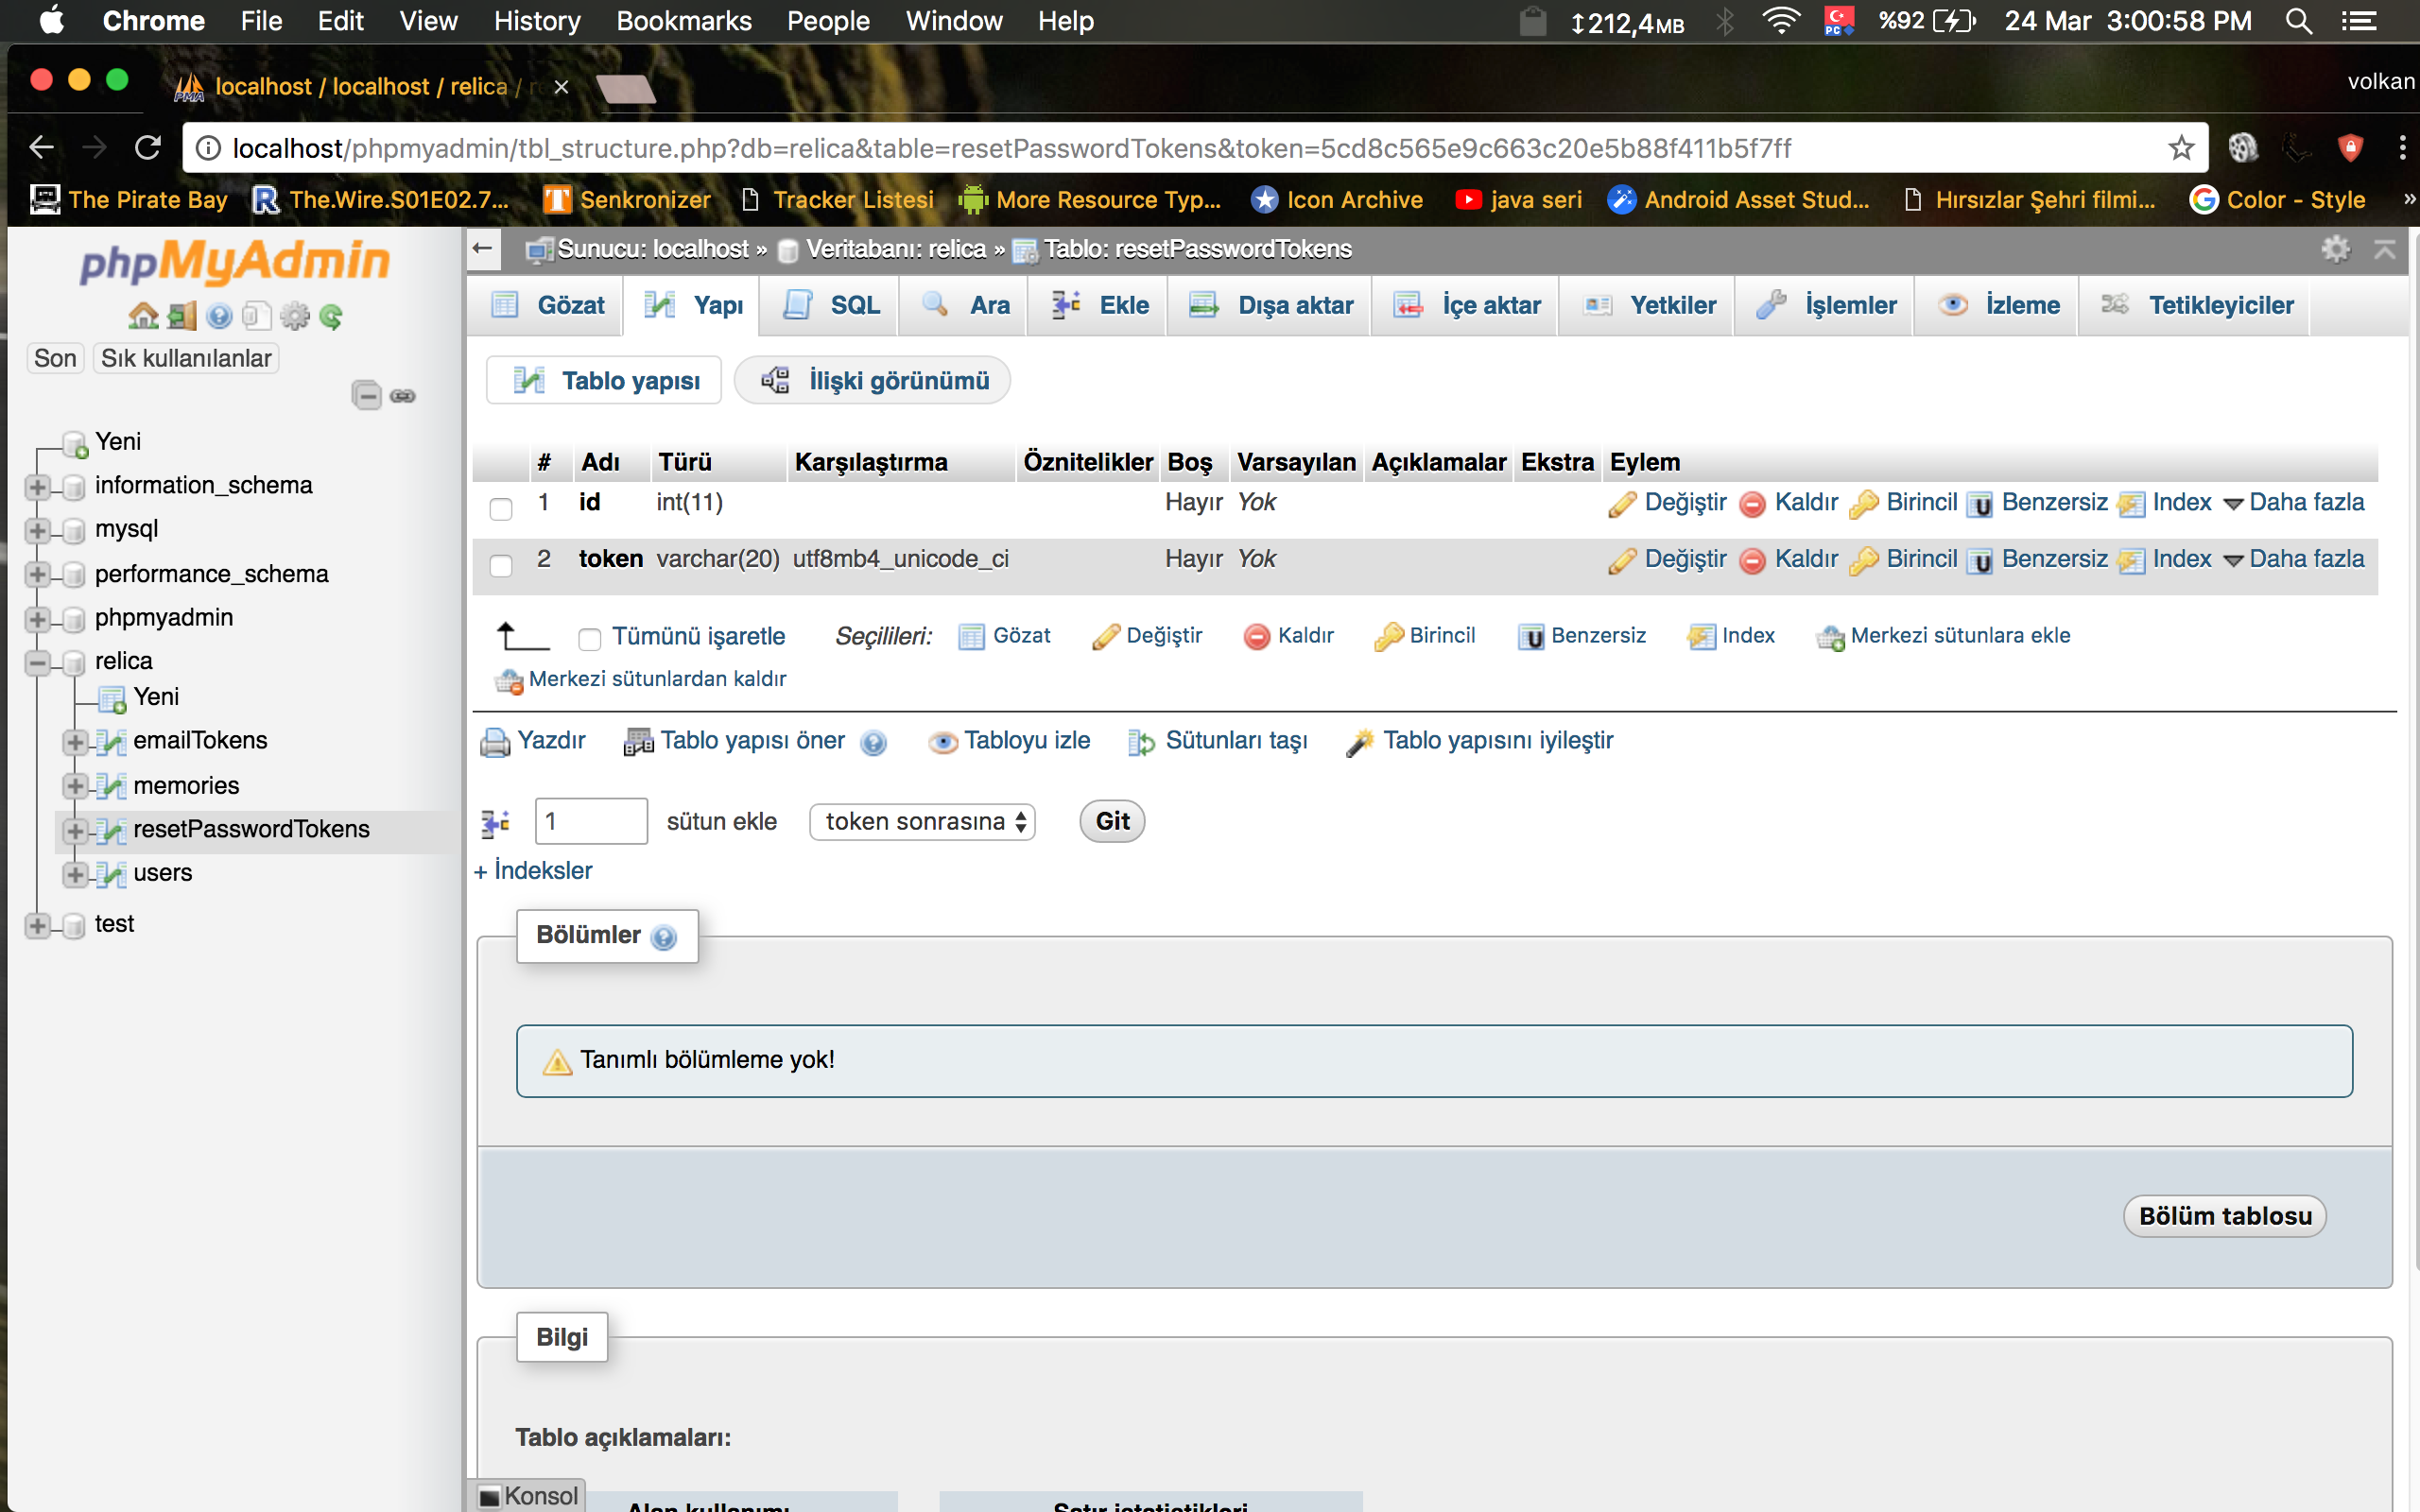 Chrome File Edit View History Bookmarks People Window Help ↕212,4MB PC %92 24 Mar 3:00:58 PM
PMA localhost / localhost / relica / r volkan
localhost/phpmyadmin/tbl_structure.php?db=relica&table=resetPasswordTokens&token=5cd8c565e9c663c20e5b88f411b5f7ff
The Pirate Bay The.Wire.S01E02.7... Senkronizer Tracker Listesi More Resource Typ... Icon Archive java seri Android Asset Stud... Hırsızlar Şehri filmi... Color - Style »
phpMyAdmin
Son Sık kullanılanlar
Yeni
information_schema
mysql
performance_schema
phpmyadmin
relica
Yeni
emailTokens
memories
resetPasswordTokens
users
test
← Sunucu: localhost » Veritabanı: relica » Tablo: resetPasswordTokens
Gözat Yapı SQL Ara Ekle Dışa aktar İçe aktar Yetkiler İşlemler İzleme Tetikleyiciler
Tablo yapısı İlişki görünümü
# Adı Türü Karşılaştırma Öznitelikler Boş Varsayılan Açıklamalar Ekstra Eylem
1 id int(11) Hayır Yok Değiştir Kaldır Birincil Benzersiz Index Daha fazla
2 token varchar(20) utf8mb4_unicode_ci Hayır Yok Değiştir Kaldır Birincil Benzersiz Index Daha fazla
Tümünü işaretle Seçilileri: Gözat Değiştir Kaldır Birincil Benzersiz Index Merkezi sütunlara ekle
Merkezi sütunlardan kaldır
Yazdır Tablo yapısı öner Tabloyu izle Sütunları taşı Tablo yapısını iyileştir
1 sütun ekle token sonrasına Git
+ İndeksler
Bölümler
Tanımlı bölümleme yok!
Bölüm tablosu
Bilgi
Tablo açıklamaları:
Konsol
Alan kullanımı Satır istatistikleri